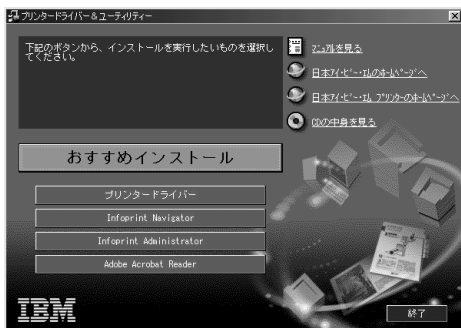 プリンタードライバー＆ユーティリティー
下記のボタンから、インストールを実行したいものを選択し
てください。
ﾏﾆｭｱﾙを見る
日本ｱｲ･ﾋﾞｰ･ｴﾑのﾎｰﾑﾍﾟｰｼﾞへ
日本ｱｲ･ﾋﾞｰ･ｴﾑ ﾌﾟﾘﾝﾀｰのﾎｰﾑﾍﾟｰｼﾞへ
CDの中身を見る
おすすめインストール
プリンタードライバー
Infoprint Navigator
Infoprint Administrator
Adobe Acrobat Reader
IBM
終了